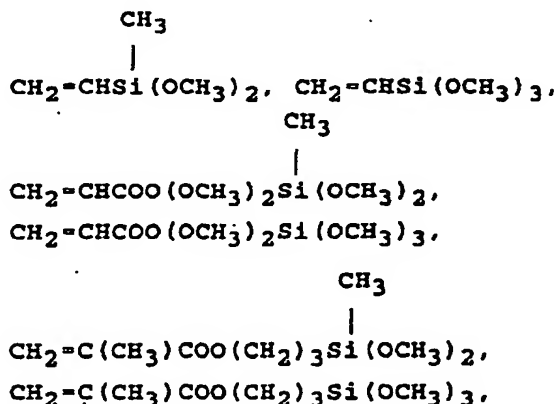 CH₃
|
CH₂=CHSi(OCH₃)₂, CH₂=CHSi(OCH₃)₃,
CH₃
|
CH₂=CHCOO(OCH₃)₂Si(OCH₃)₂,
CH₂=CHCOO(OCH₃)₂Si(OCH₃)₃,
CH₃
|
CH₂=C(CH₃)COO(CH₂)₃Si(OCH₃)₂,
CH₂=C(CH₃)COO(CH₂)₃Si(OCH₃)₃,